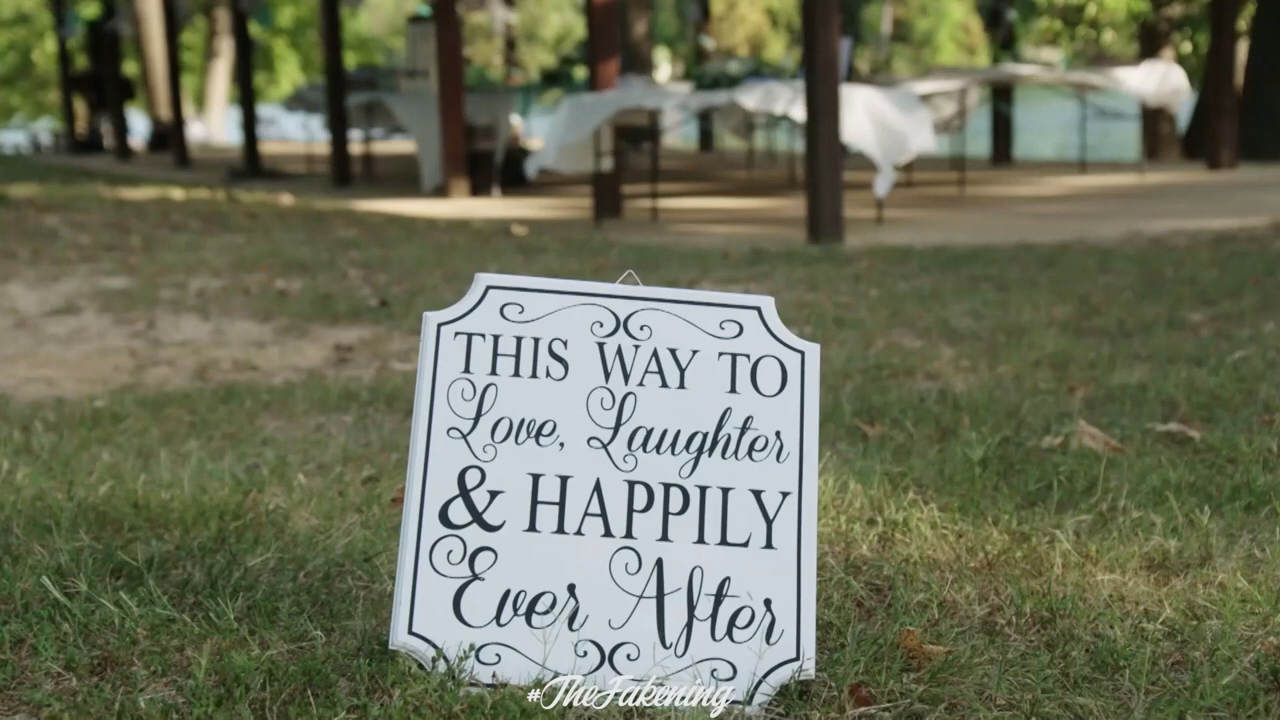 THIS WAY TO
Love, Laughter
& HAPPILY
Ever After
#TheFakening